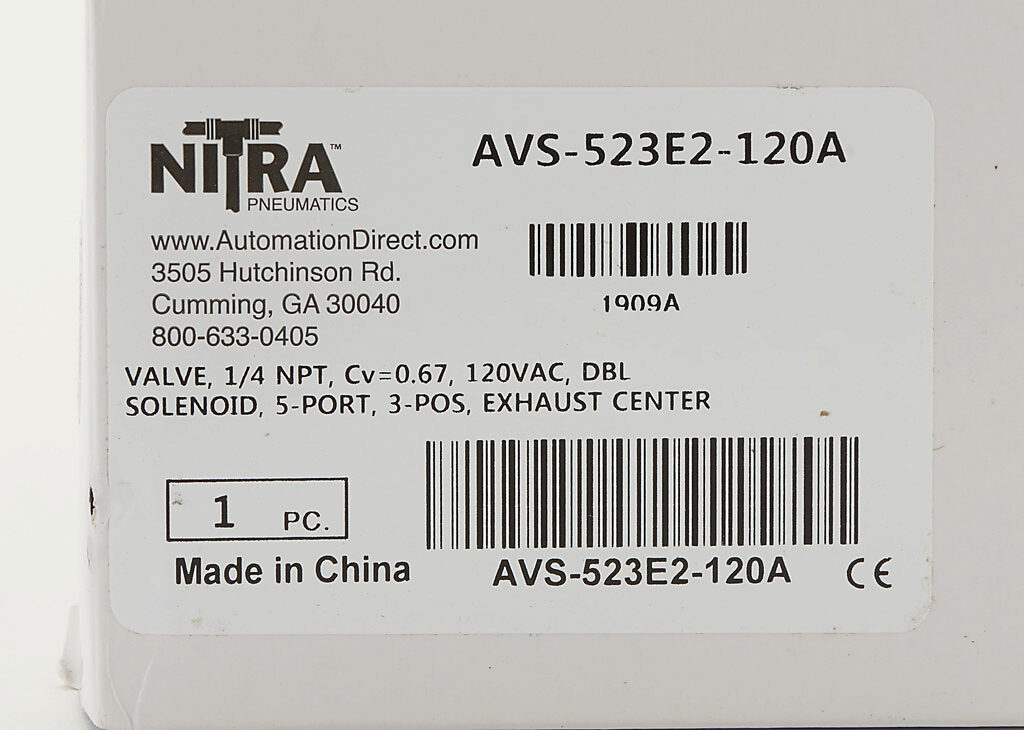 NITRA™
PNEUMATICS
AVS-523E2-120A
www.AutomationDirect.com
3505 Hutchinson Rd.
Cumming, GA 30040
800-633-0405
1909A
VALVE, 1/4 NPT, Cv=0.67, 120VAC, DBL
SOLENOID, 5-PORT, 3-POS, EXHAUST CENTER
1 PC.
Made in China
AVS-523E2-120A
CE